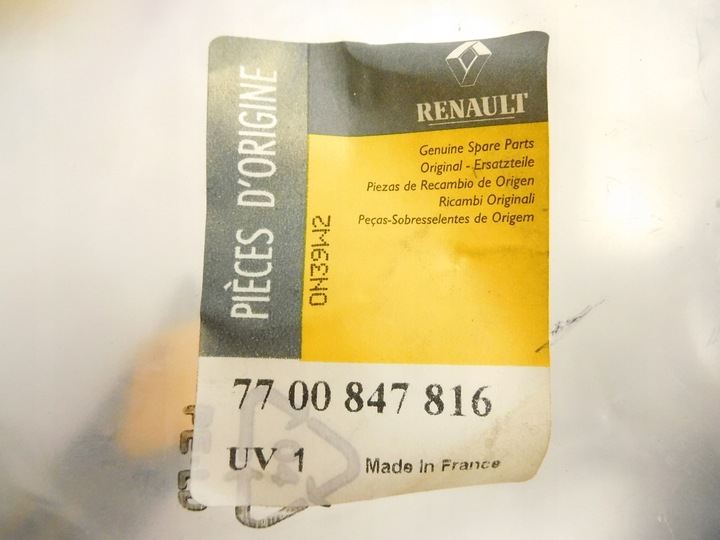 PIÈCES D'ORIGINE
RENAULT
Genuine Spare Parts
Original - Ersatzteile
Piezas de Recambio de Origen
Ricambi Originali
Peças-Sobresselentes de Origem
0N39W2
77 00 847 816
UV 1
Made In France